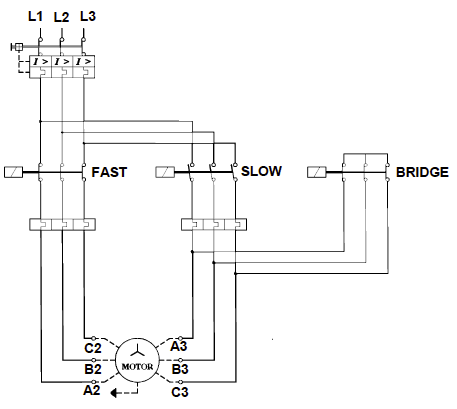 L1 L2 L3
I > I > I >
FAST SLOW BRIDGE
C2 A3
B2 MOTOR B3
A2 C3